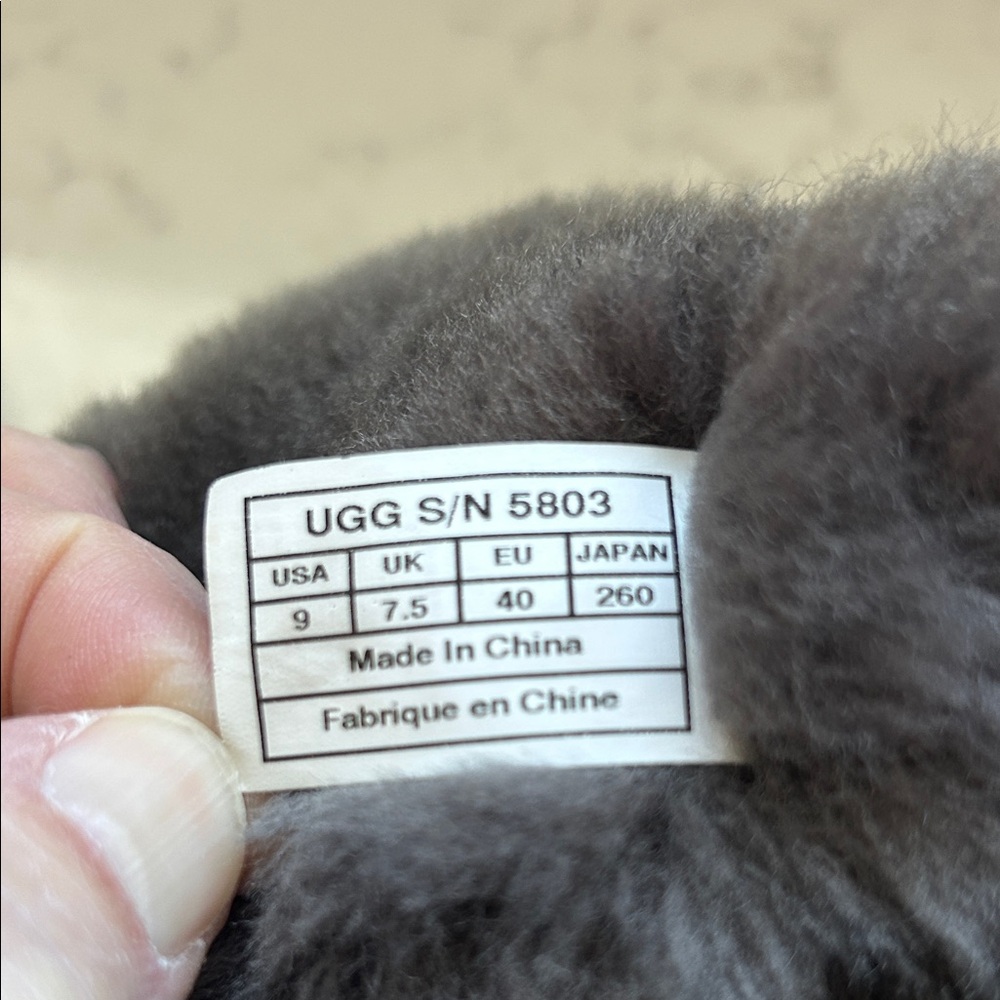 UGG S/N 5803
USA UK EU JAPAN
9 7.5 40 260
Made In China
Fabrique en Chine